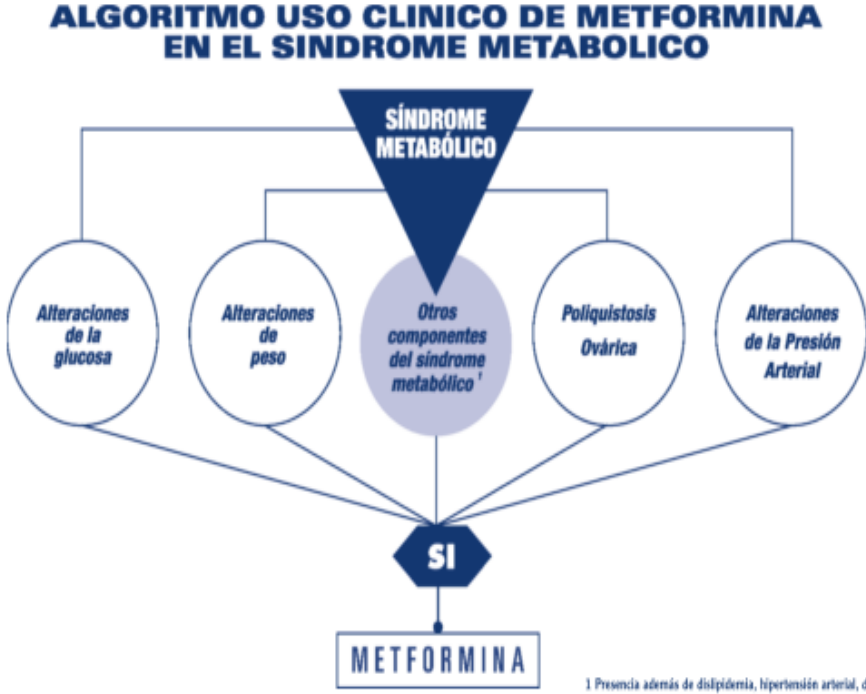 ALGORITMO USO CLINICO DE METFORMINA
EN EL SINDROME METABOLICO
SÍNDROME
METABÓLICO
Alteraciones
de la
glucosa
Alteraciones
de
peso
Otros
componentes
del síndrome
metabólico 1
Poliquistosis
Ovàrica
Alteraciones
de la Presión
Arterial
SI
METFORMINA
1 Presencia además de dislipidemia, hipertensión arterial,